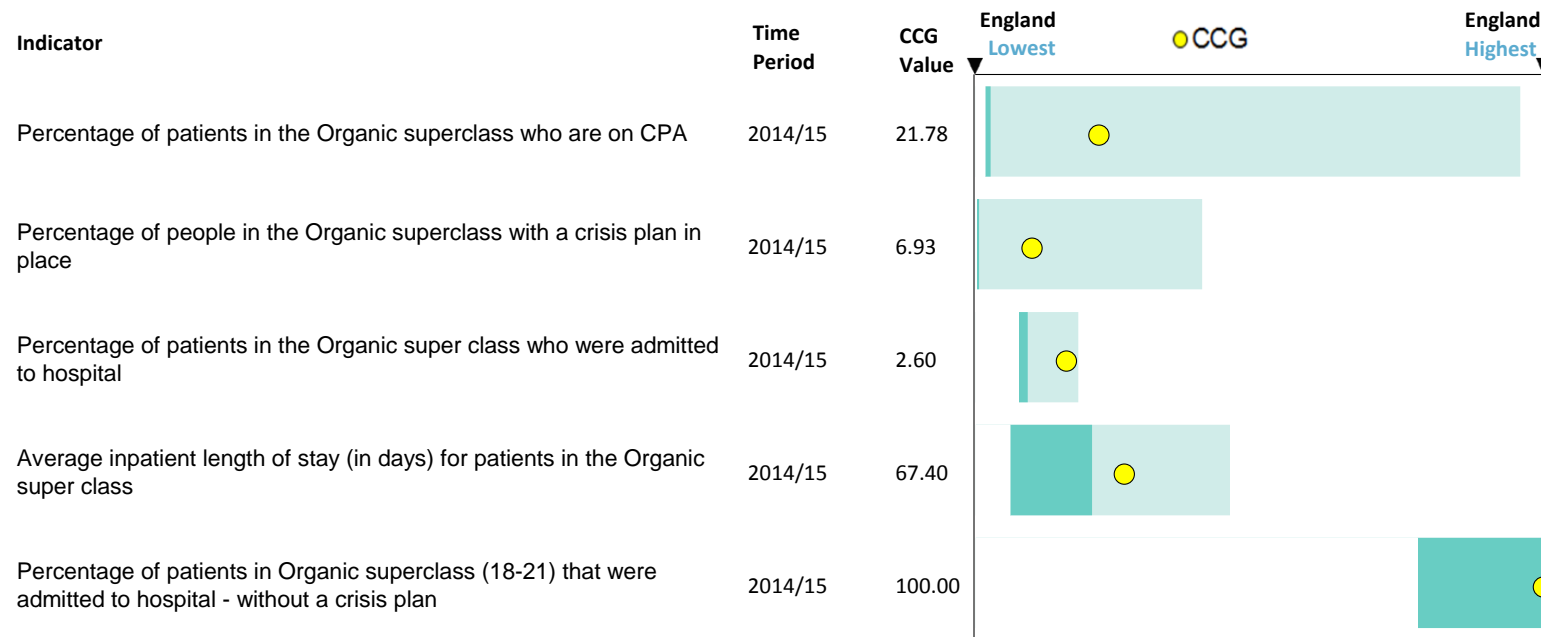 Indicator
Time
Period
CCG
Value
England
Lowest
CCG
England
Highest
Percentage of patients in the Organic superclass who are on CPA
2014/15
21.78
Percentage of people in the Organic superclass with a crisis plan in
place
2014/15
6.93
Percentage of patients in the Organic super class who were admitted
to hospital
2014/15
2.60
Average inpatient length of stay (in days) for patients in the Organic
super class
2014/15
67.40
Percentage of patients in Organic superclass (18-21) that were
admitted to hospital - without a crisis plan
2014/15
100.00